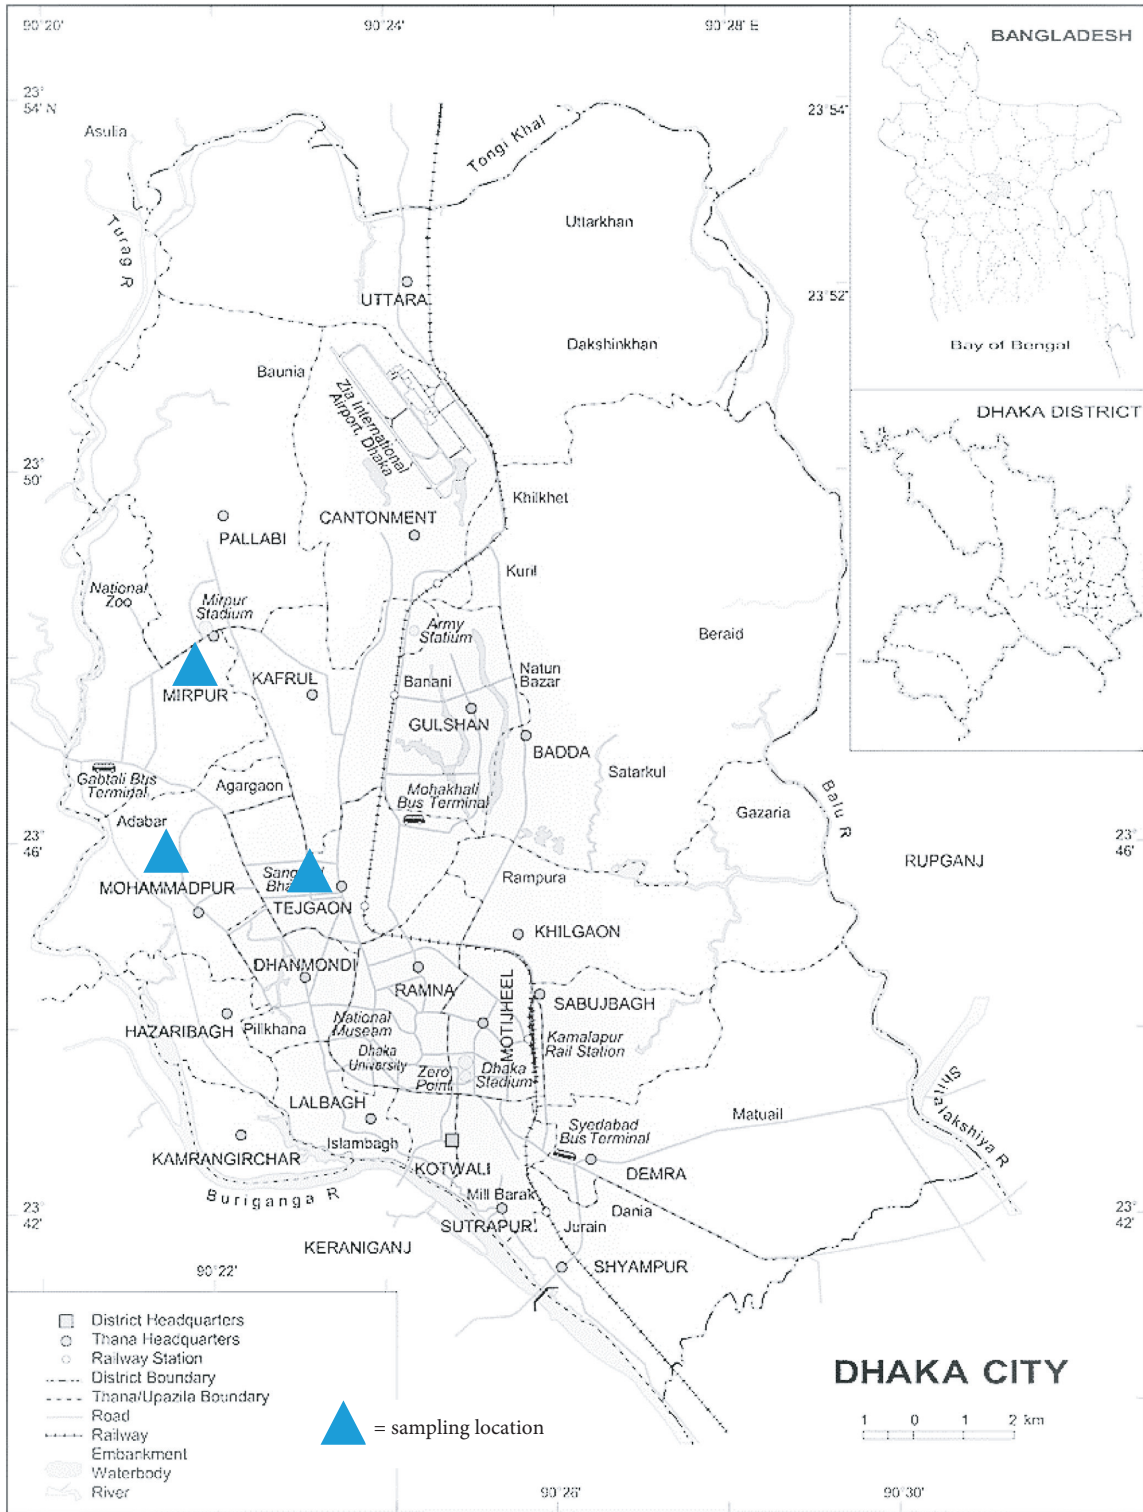 90°20'
90°24'
90°28' E
BANGLADESH
Bay of Bengal
DHAKA DISTRICT
23°
54' N
23°54'
Asulia
Tongi Khal
Turag R
Uttarkhan
UTTARA
23°52'
Dakshinkhan
Baunia
Zia International
Airport, Dhaka
23°
50'
Khilkhet
CANTONMENT
PALLABI
Kuril
National
Zoo
Mirpur
Stadium
Army
Statium
Beraid
MIRPUR
KAFRUL
Banani
Natun
Bazar
GULSHAN
BADDA
Gabtali Bus
Terminal
Agargaon
Mohakhali
Bus Terminal
Satarkul
Gazaria
Balu R
Adabar
23°
46'
23°
46'
RUPGANJ
MOHAMMADPUR
TEJGAON
Rampura
KHILGAON
DHANMONDI
RAMNA
MOTIJHEEL
SABUJBAGH
HAZARIBAGH
Pilkhana
National
Museam
Kamalapur
Rail Station
Dhaka
University
Zero
Point
Dhaka
Stadium
LALBAGH
Matuail
Islambagh
Syedabad
Bus Terminal
KAMRANGIRCHAR
KOTWALI
DEMRA
Buriganga R
Mill Barak
Dania
23°
42'
23°
42'
SUTRAPUR
Jurain
KERANIGANJ
SHYAMPUR
90°22'
District Headquarters
Thana Headquarters
Railway Station
District Boundary
Thana/Upazila Boundary
Road
Railway
Embankment
Waterbody
River
= sampling location
DHAKA CITY
1 0 1 2 km
90°26'
90°30'